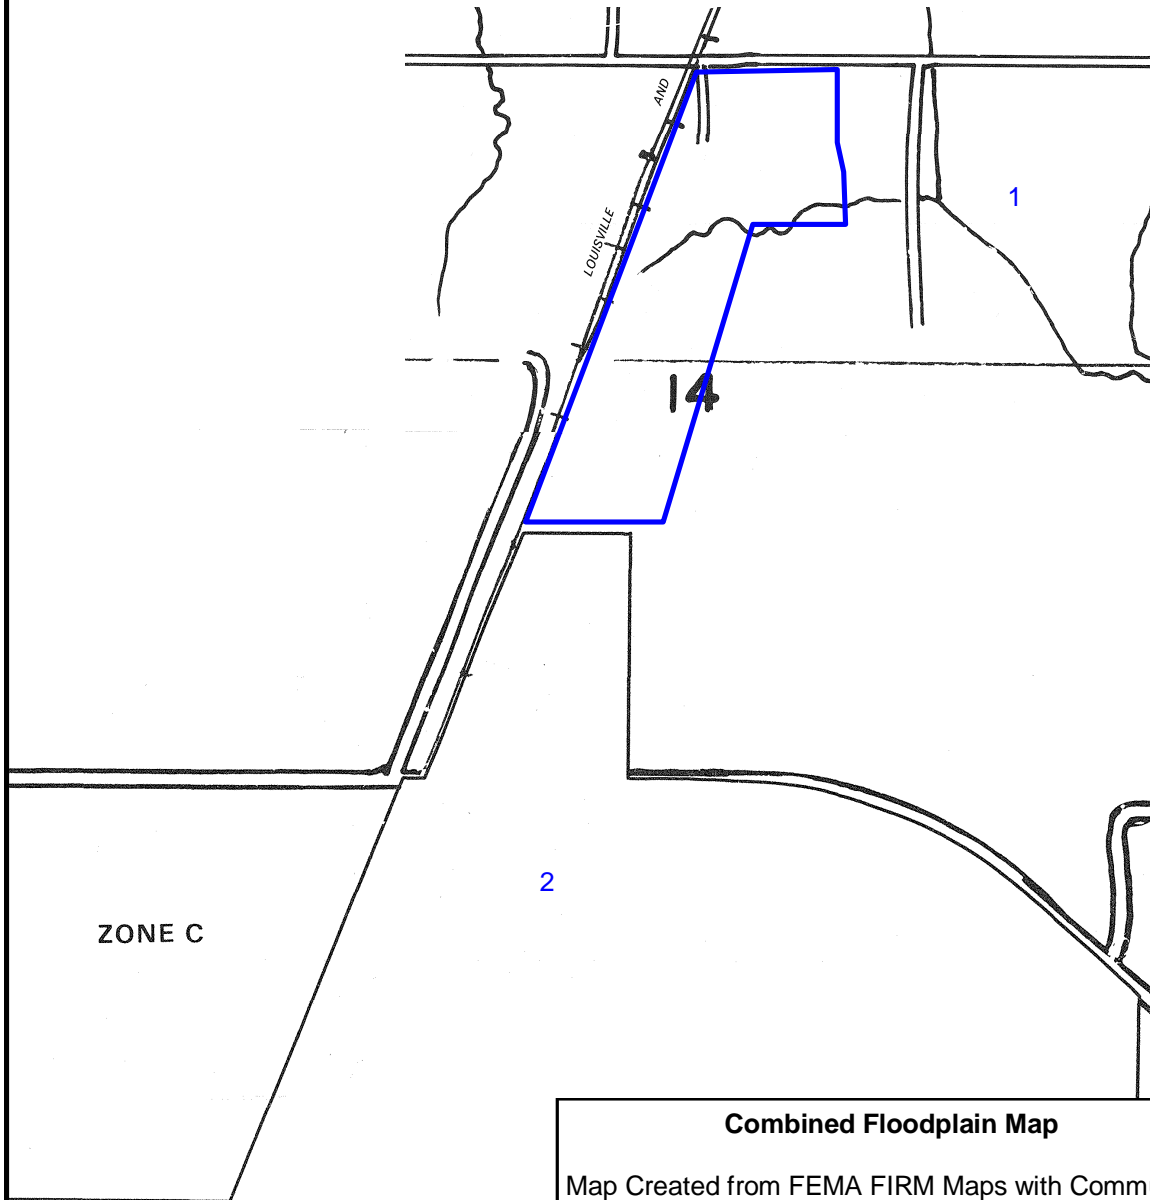 AND
LOUISVILLE
1
14
2
ZONE C
Combined Floodplain Map
Map Created from FEMA FIRM Maps with Comm